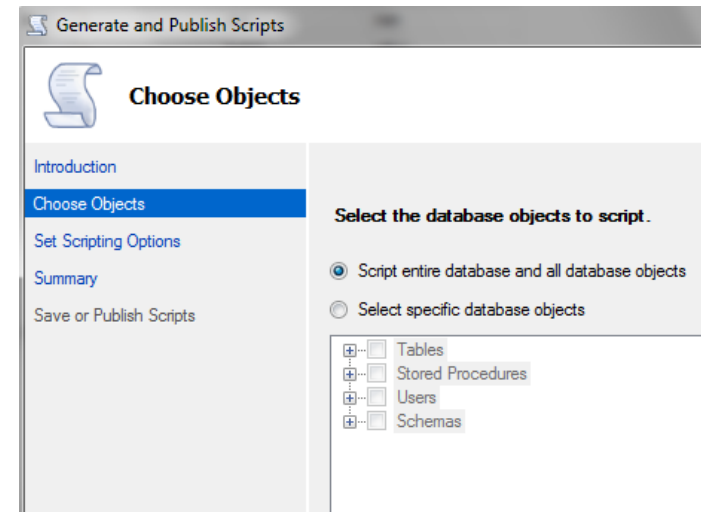 Generate and Publish Scripts
Choose Objects
Introduction
Choose Objects
Set Scripting Options
Summary
Save or Publish Scripts
Select the database objects to script.
Script entire database and all database objects
Select specific database objects
Tables
Stored Procedures
Users
Schemas